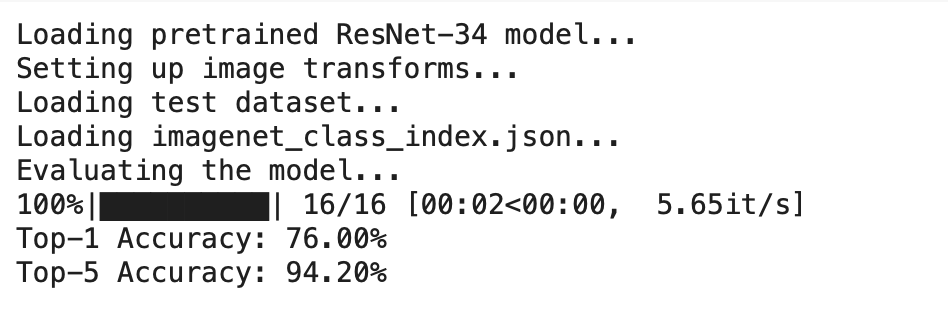 Loading pretrained ResNet-34 model...
Setting up image transforms...
Loading test dataset...
Loading imagenet_class_index.json...
Evaluating the model...
100%|██████████| 16/16 [00:02<00:00,  5.65it/s]
Top-1 Accuracy: 76.00%
Top-5 Accuracy: 94.20%